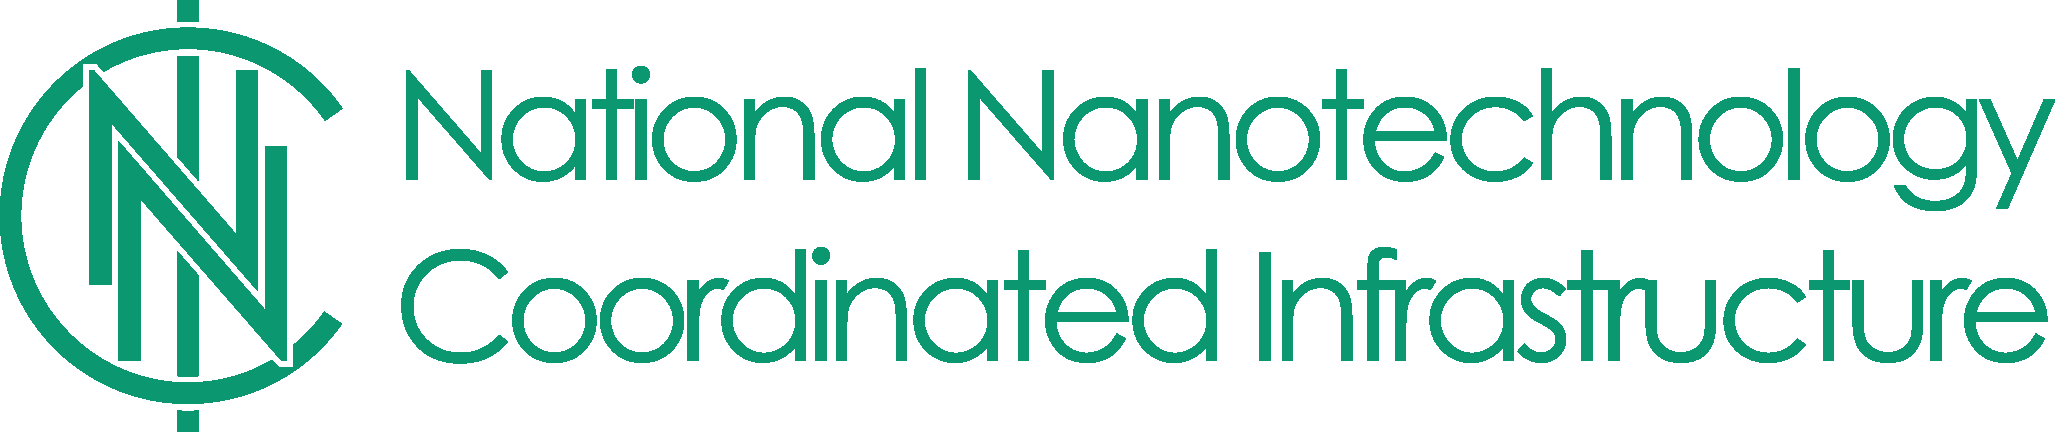 National Nanotechnology
Coordinated Infrastructure